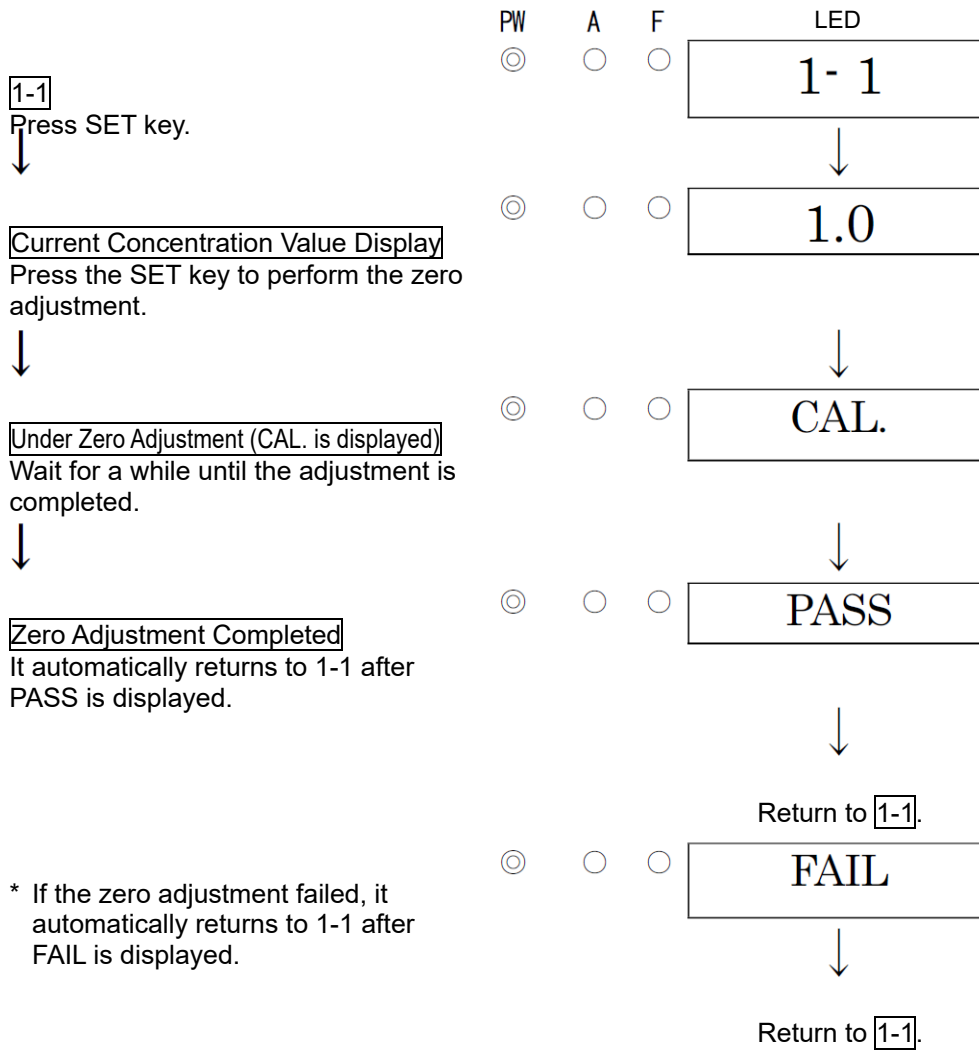 PW A F LED
1- 1
1-1
Press SET key.
↓ ↓
1.0
Current Concentration Value Display
Press the SET key to perform the zero
adjustment.
↓ ↓
CAL.
Under Zero Adjustment (CAL. is displayed)
Wait for a while until the adjustment is
completed.
↓ ↓
PASS
Zero Adjustment Completed
It automatically returns to 1-1 after
PASS is displayed.
↓
Return to 1-1.
FAIL
* If the zero adjustment failed, it
automatically returns to 1-1 after
FAIL is displayed.
↓
Return to 1-1.